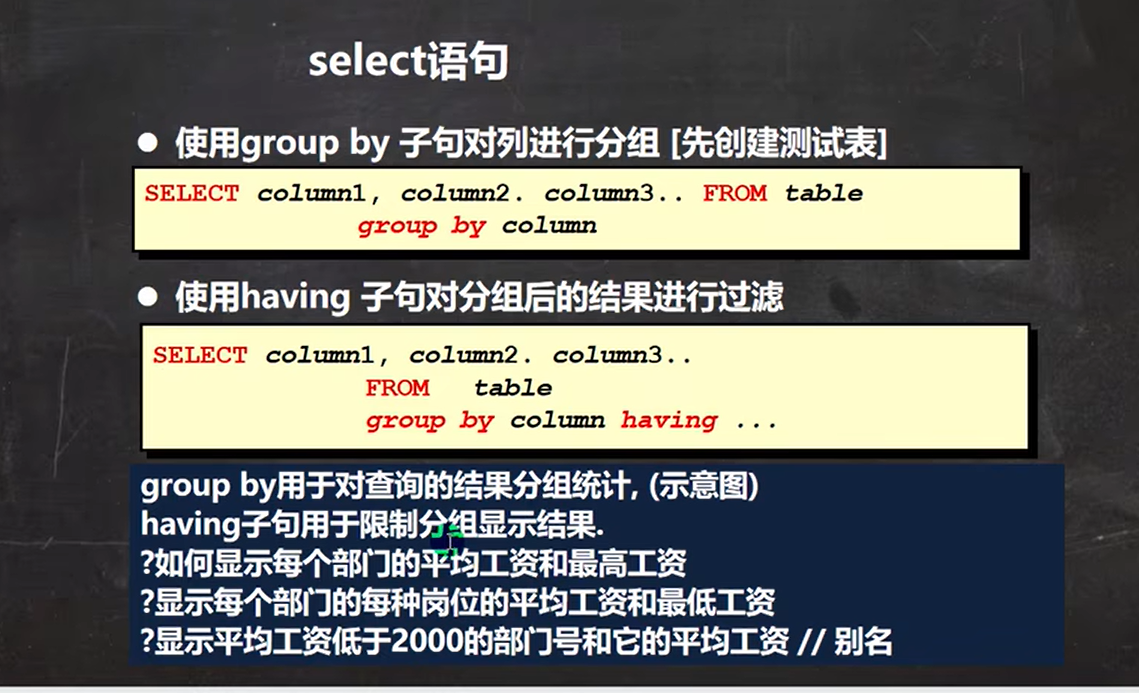 select语句
● 使用group by 子句对列进行分组 [先创建测试表]
SELECT column1, column2. column3.. FROM table
group by column
● 使用having 子句对分组后的结果进行过滤
SELECT column1, column2. column3..
FROM table
group by column having ...
group by用于对查询的结果分组统计, (示意图)
having子句用于限制分组显示结果.
?如何显示每个部门的平均工资和最高工资
?显示每个部门的每种岗位的平均工资和最低工资
?显示平均工资低于2000的部门号和它的平均工资 // 别名